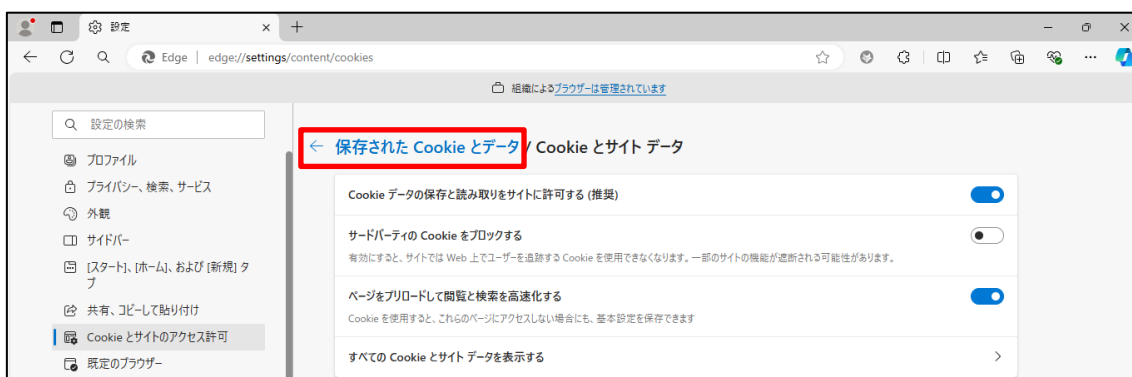 設定
Edge | edge://settings/content/cookies
組織によるブラウザーは管理されています
設定の検索
プロファイル
プライバシー、検索、サービス
外観
サイドバー
[スタート]、[ホーム]、および [新規] タ
ブ
共有、コピーして貼り付け
Cookie とサイトのアクセス許可
既定のブラウザー
保存された Cookie とデータ / Cookie とサイト データ
Cookie データの保存と読み取りをサイトに許可する (推奨)
サードパーティの Cookie をブロックする
有効にすると、サイトでは Web 上でユーザーを追跡する Cookie を使用できなくなります。一部のサイトの機能が遮断される可能性があります。
ページをプリロードして閲覧と検索を高速化する
Cookie を使用すると、これらのページにアクセスしない場合にも、基本設定を保存できます
すべての Cookie とサイト データを表示する